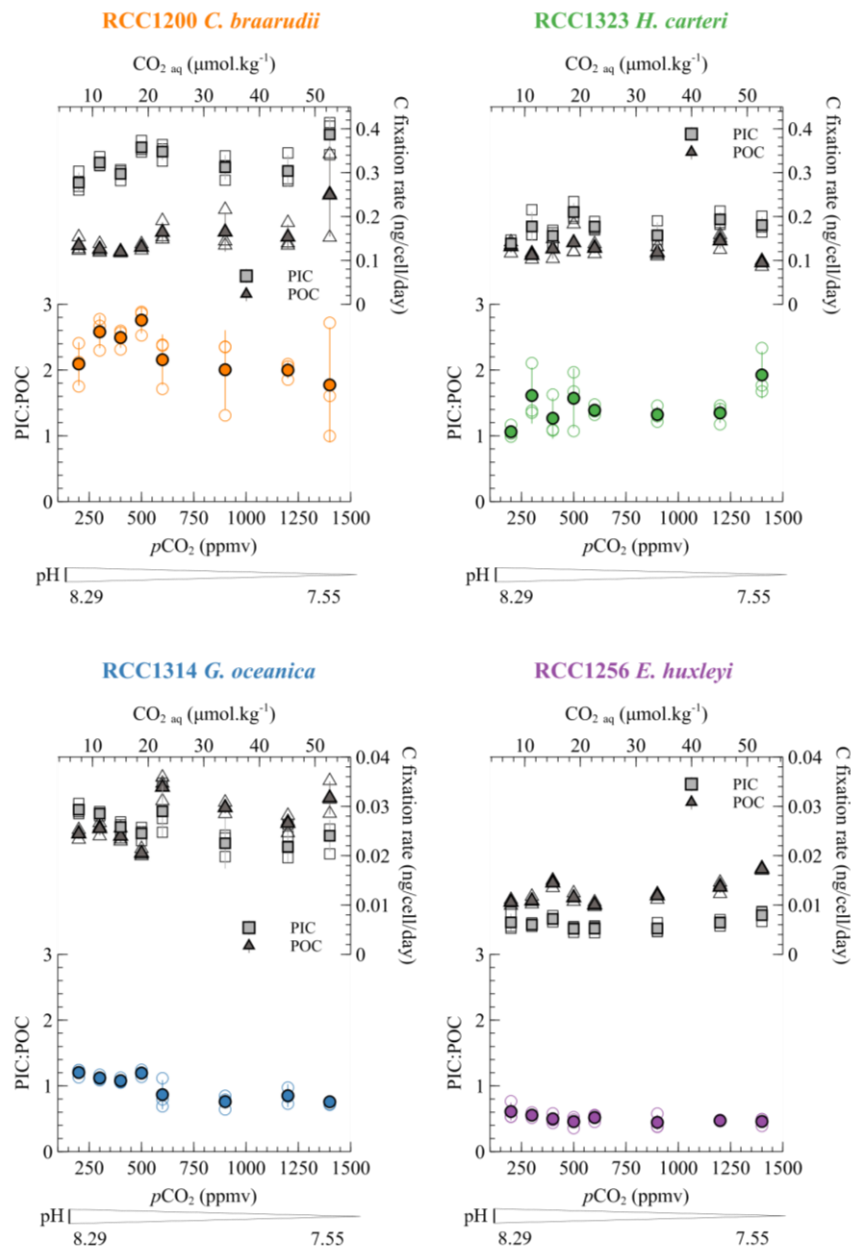 RCC1200 C. braarudii
CO2 aq (μmol.kg-1)
10 20 30 40 50
C fixation rate (ng/cell/day)
0.4
0.3
0.2
0.1
0
PIC
POC
PIC:POC
3
2
1
0
250 500 750 1000 1250 1500
pCO2 (ppmv)
pH
8.29 7.55
RCC1323 H. carteri
CO2 aq (μmol.kg-1)
10 20 30 40 50
C fixation rate (ng/cell/day)
0.4
0.3
0.2
0.1
0
PIC
POC
PIC:POC
3
2
1
0
250 500 750 1000 1250 1500
pCO2 (ppmv)
pH
8.29 7.55
RCC1314 G. oceanica
CO2 aq (μmol.kg-1)
10 20 30 40 50
C fixation rate (ng/cell/day)
0.04
0.03
0.02
0.01
0
PIC
POC
PIC:POC
3
2
1
0
250 500 750 1000 1250 1500
pCO2 (ppmv)
pH
8.29 7.55
RCC1256 E. huxleyi
CO2 aq (μmol.kg-1)
10 20 30 40 50
C fixation rate (ng/cell/day)
0.04
0.03
0.02
0.01
0
PIC
POC
PIC:POC
3
2
1
0
250 500 750 1000 1250 1500
pCO2 (ppmv)
pH
8.29 7.55